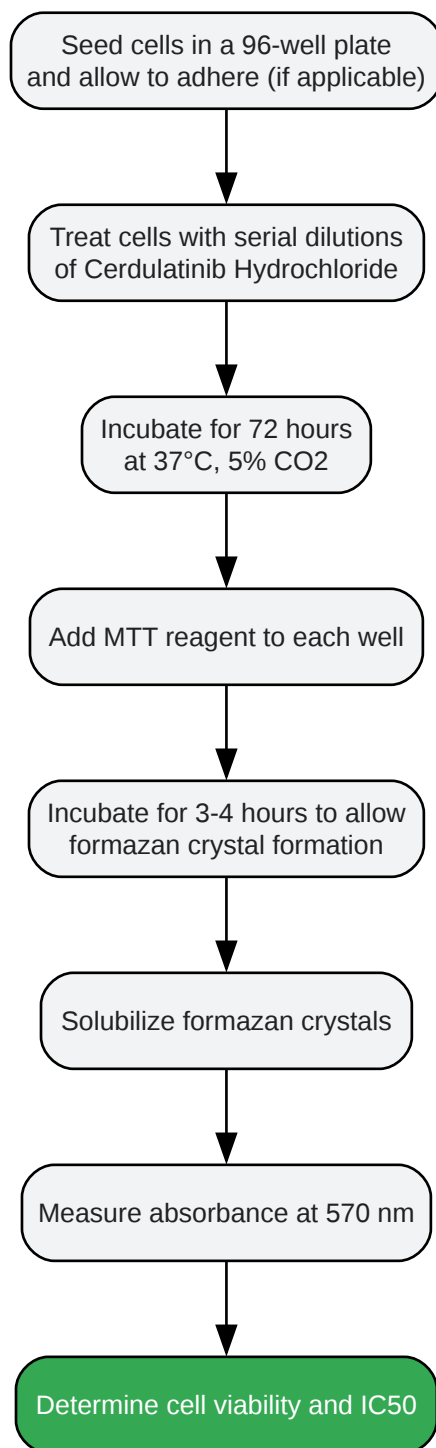 Seed cells in a 96-well plate
and allow to adhere (if applicable)
Treat cells with serial dilutions
of Cerdulatinib Hydrochloride
Incubate for 72 hours
at 37°C, 5% CO2
Add MTT reagent to each well
Incubate for 3-4 hours to allow
formazan crystal formation
Solubilize formazan crystals
Measure absorbance at 570 nm
Determine cell viability and IC50